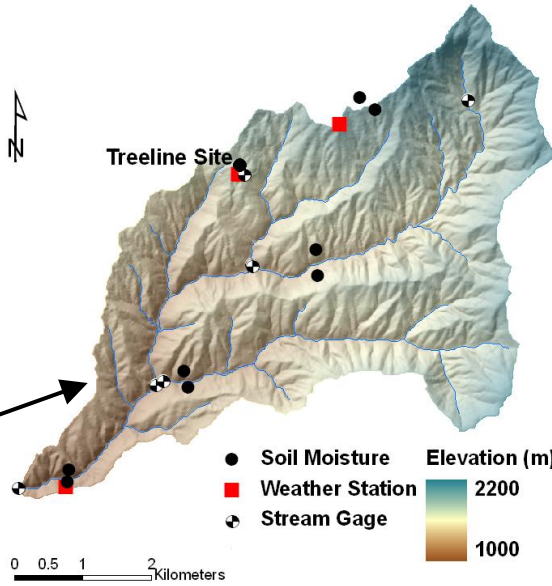 N
Treeline Site
Soil Moisture
Weather Station
Stream Gage
Elevation (m)
2200
1000
0 0.5 1 2
Kilometers